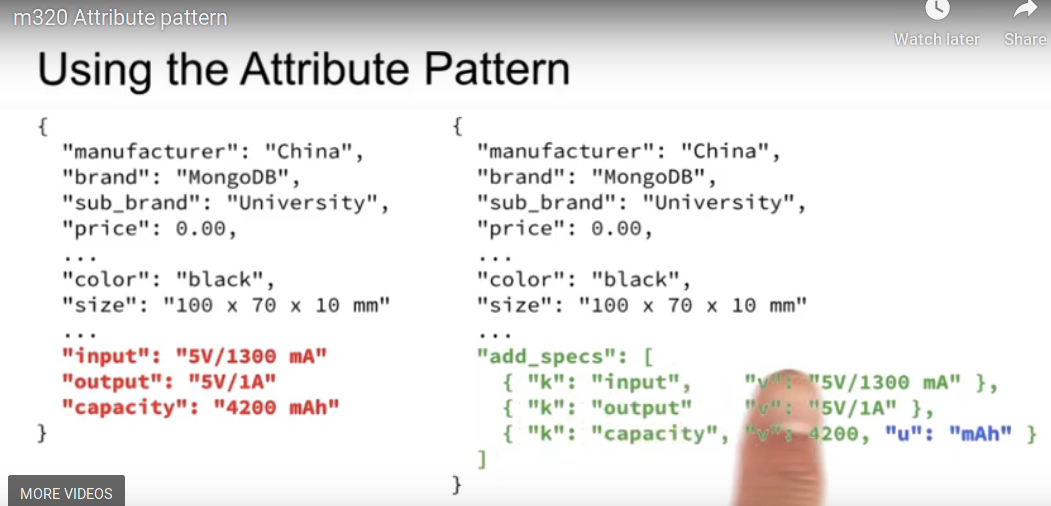 m320 Attribute pattern
Watch later
Share
Using the Attribute Pattern
{
"manufacturer": "China",
"brand": "MongoDB",
"sub_brand": "University",
"price": 0.00,
...
"color": "black",
"size": "100 x 70 x 10 mm"
...
"input": "5V/1300 mA"
"output": "5V/1A"
"capacity": "4200 mAh"
}
{
"manufacturer": "China",
"brand": "MongoDB",
"sub_brand": "University",
"price": 0.00,
...
"color": "black",
"size": "100 x 70 x 10 mm"
...
"add_specs": [
{ "k": "input", "v": "5V/1300 mA" },
{ "k": "output" "v": "5V/1A" },
{ "k": "capacity", "v": 4200, "u": "mAh" }
]
}
MORE VIDEOS